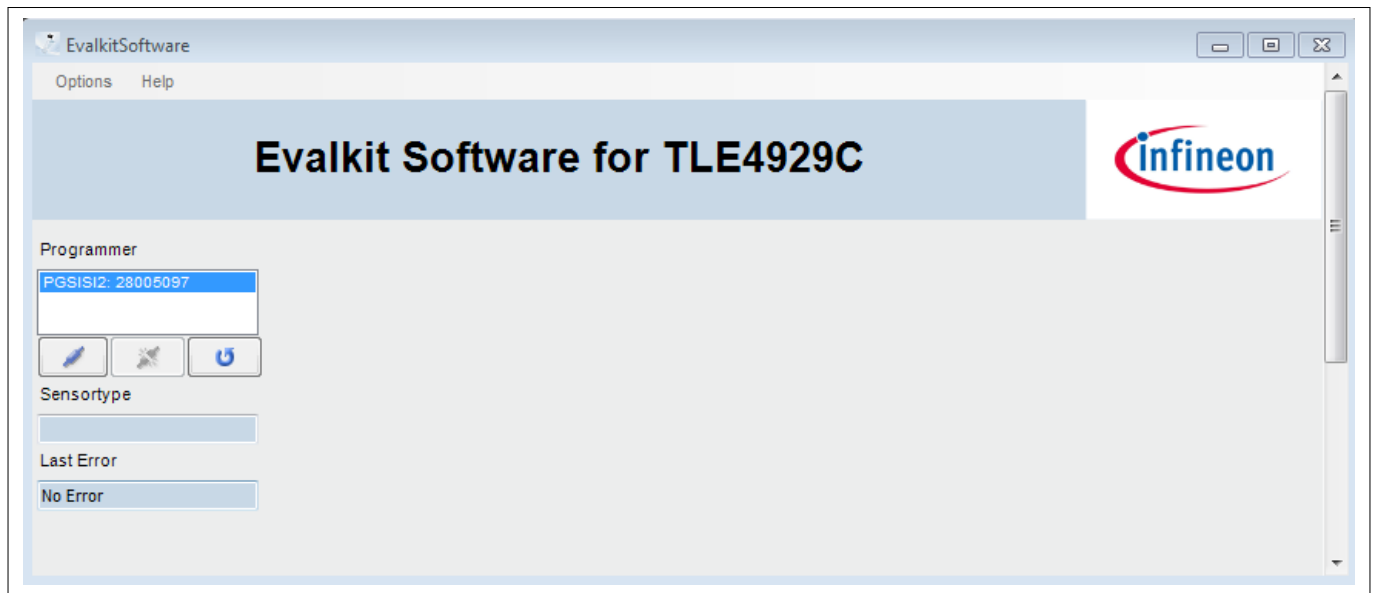 EvalkitSoftware
Options Help
Evalkit Software for TLE4929C
infineon
Programmer
PGSISI2: 28005097
Sensortype
Last Error
No Error